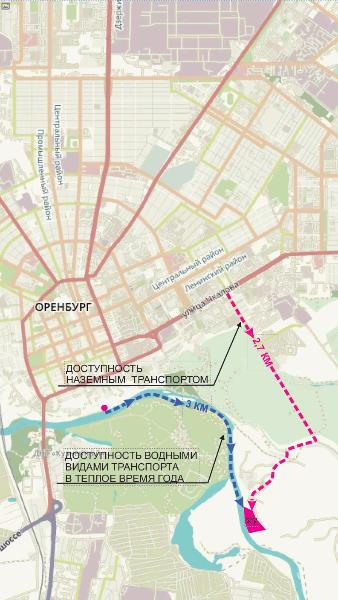 Дзержи
Центральный
район
Промышленный
район
Центральный район
Ленинский район
ОРЕНБУРГ
улица Чкалова
ДОСТУПНОСТЬ
НАЗЕМНЫМ ТРАНСПОРТОМ
2,7 КМ
3 КМ
ДОСТУПНОСТЬ ВОДНЫМИ
ВИДАМИ ТРАНСПОРТА
В ТЕПЛОЕ ВРЕМЯ ГОДА
шоссе